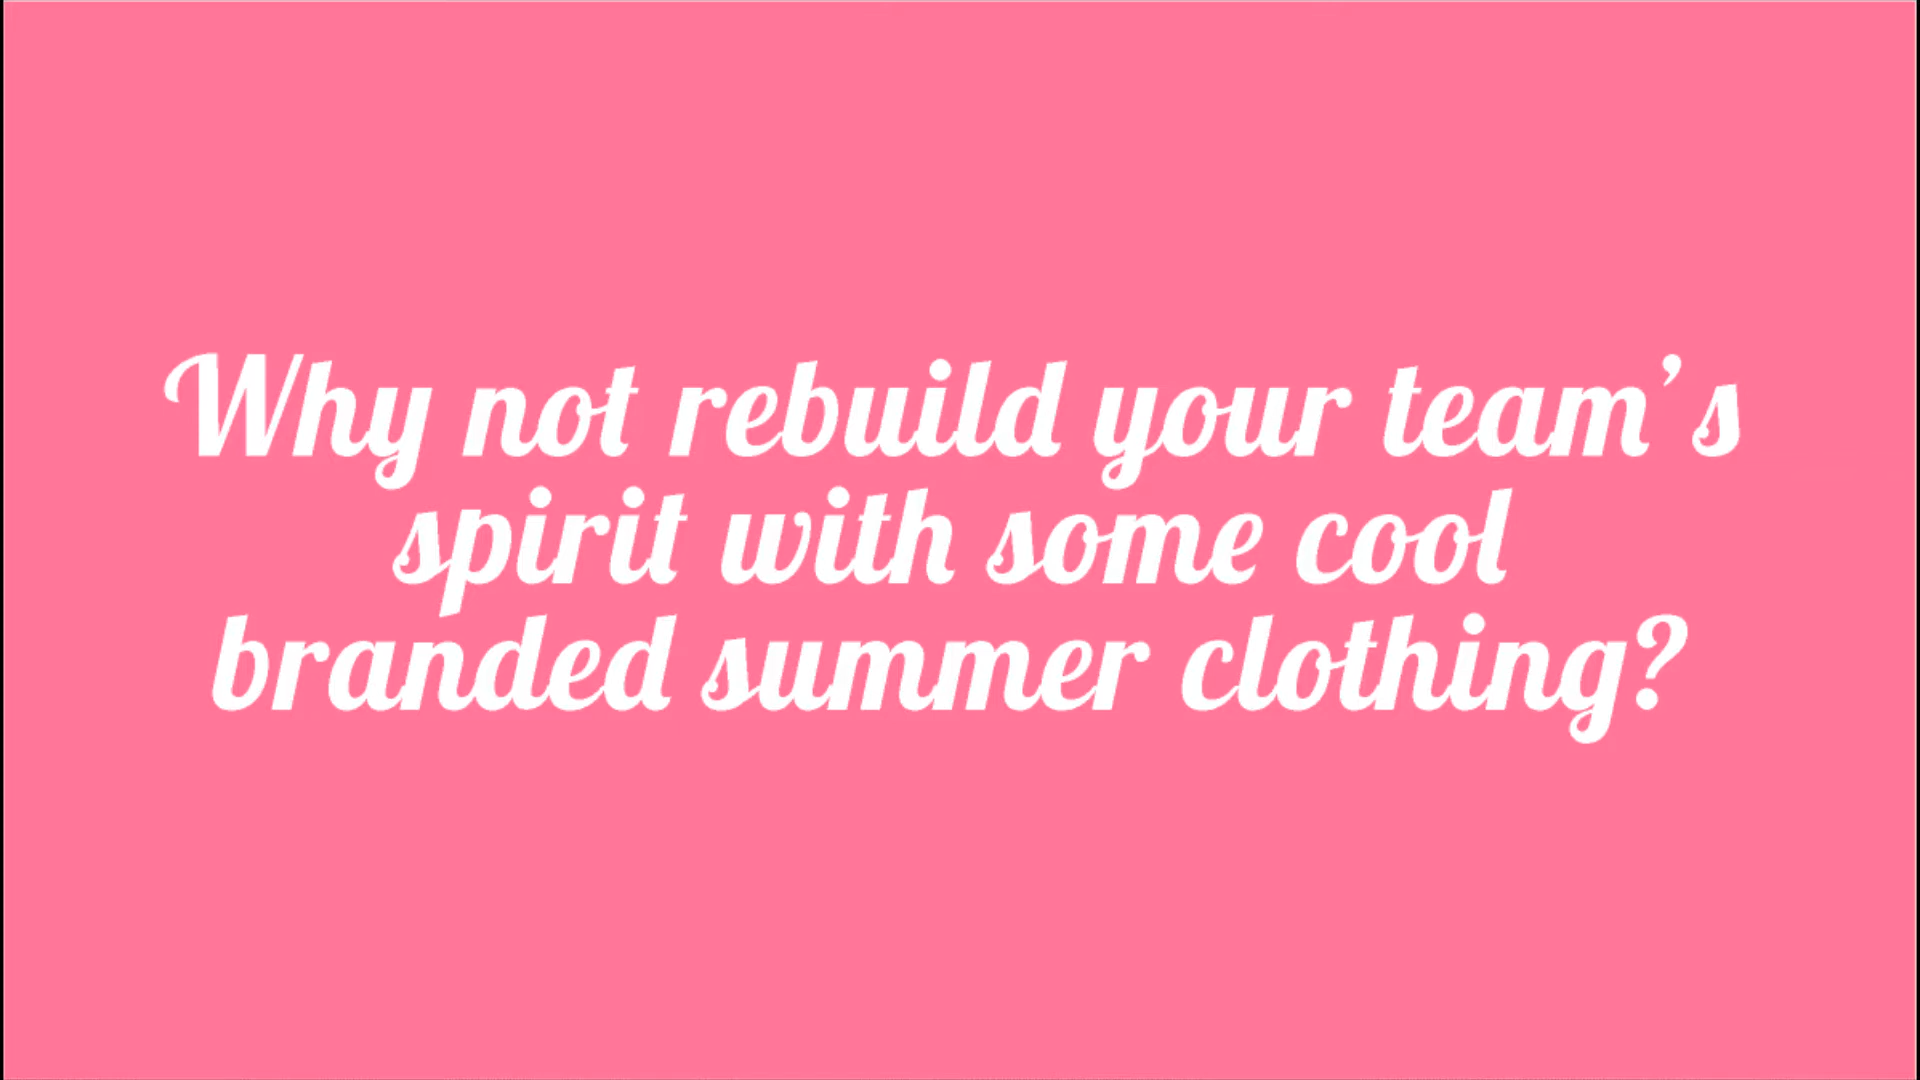 Why not rebuild your team's
spirit with some cool
branded summer clothing?